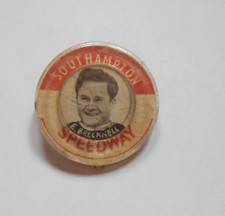 SOUTHAMPTON
E. BRECKNELL
SPEEDWAY